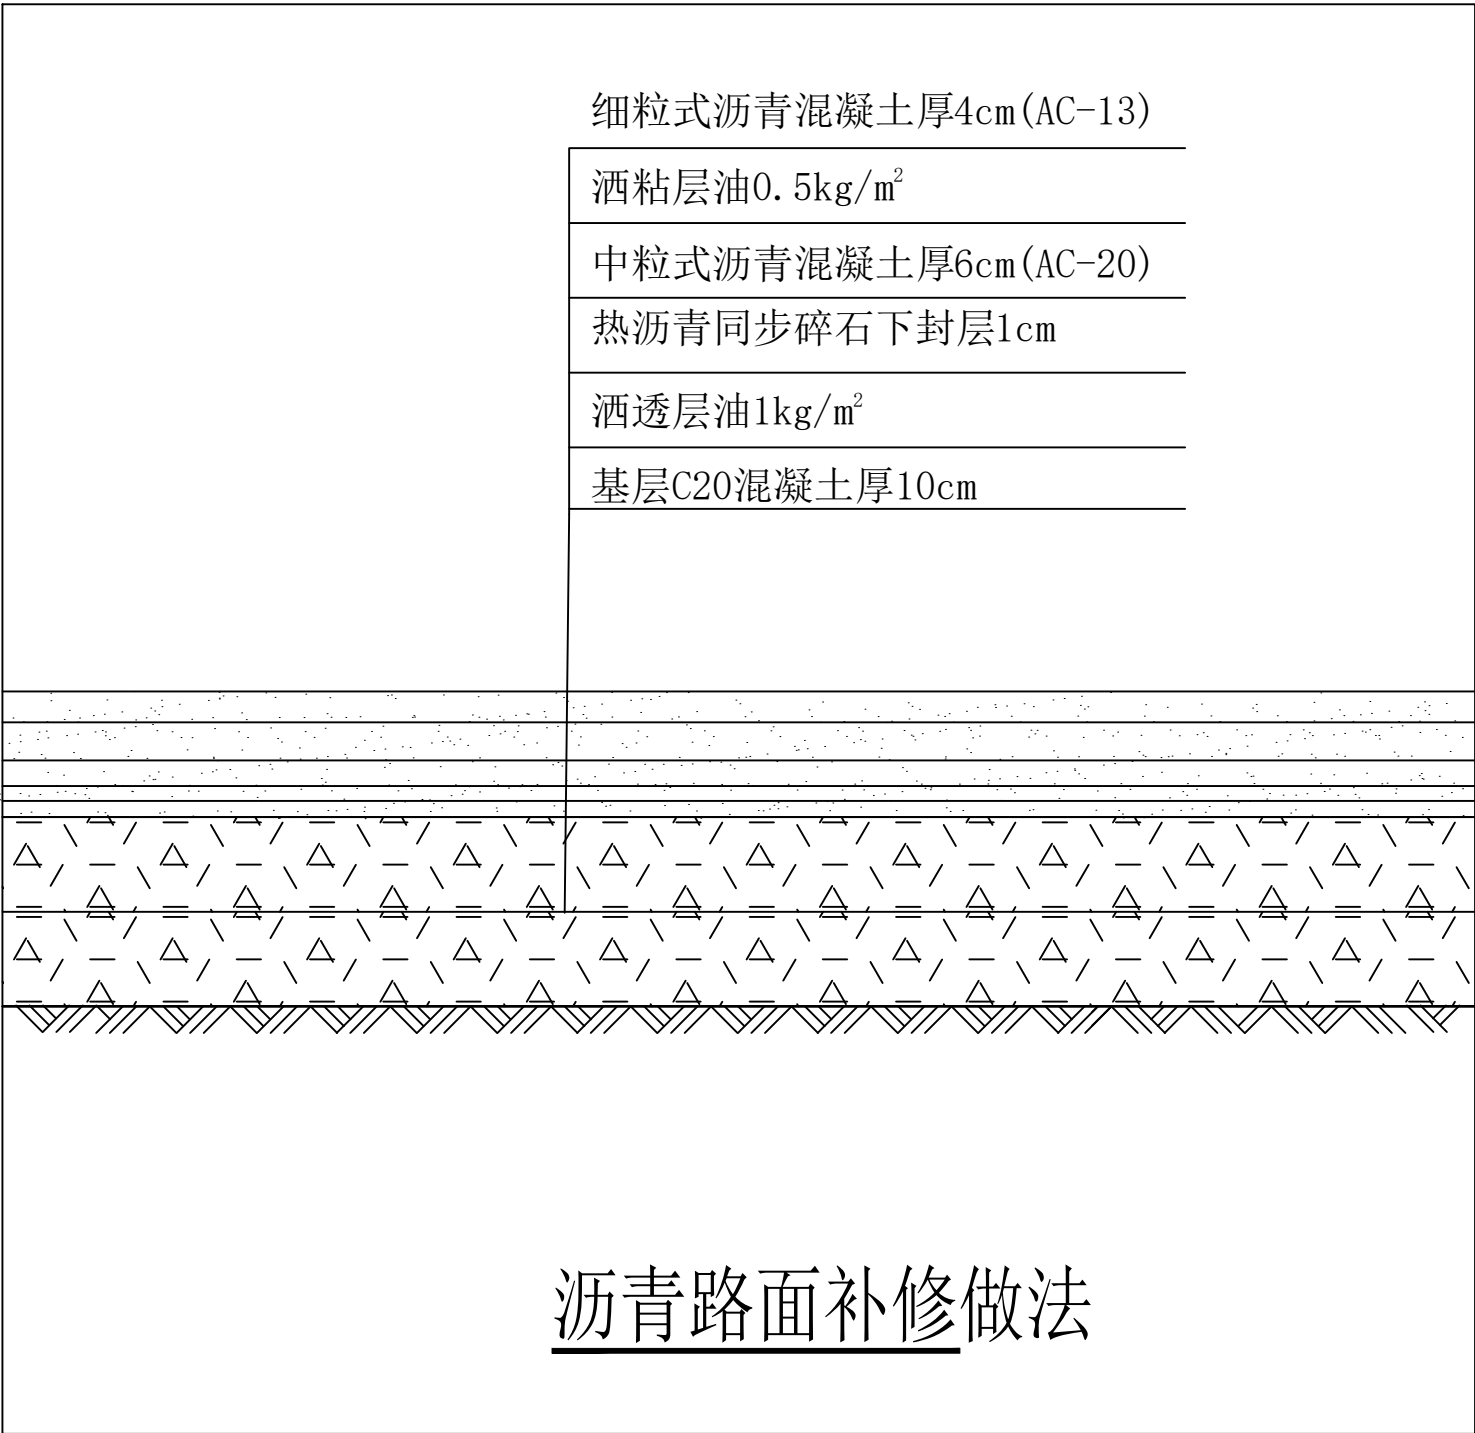 细粒式沥青混凝土厚4cm(AC-13)
洒粘层油0.5kg/m²
中粒式沥青混凝土厚6cm(AC-20)
热沥青同步碎石下封层1cm
洒透层油1kg/m²
基层C20混凝土厚10cm
沥青路面补修做法